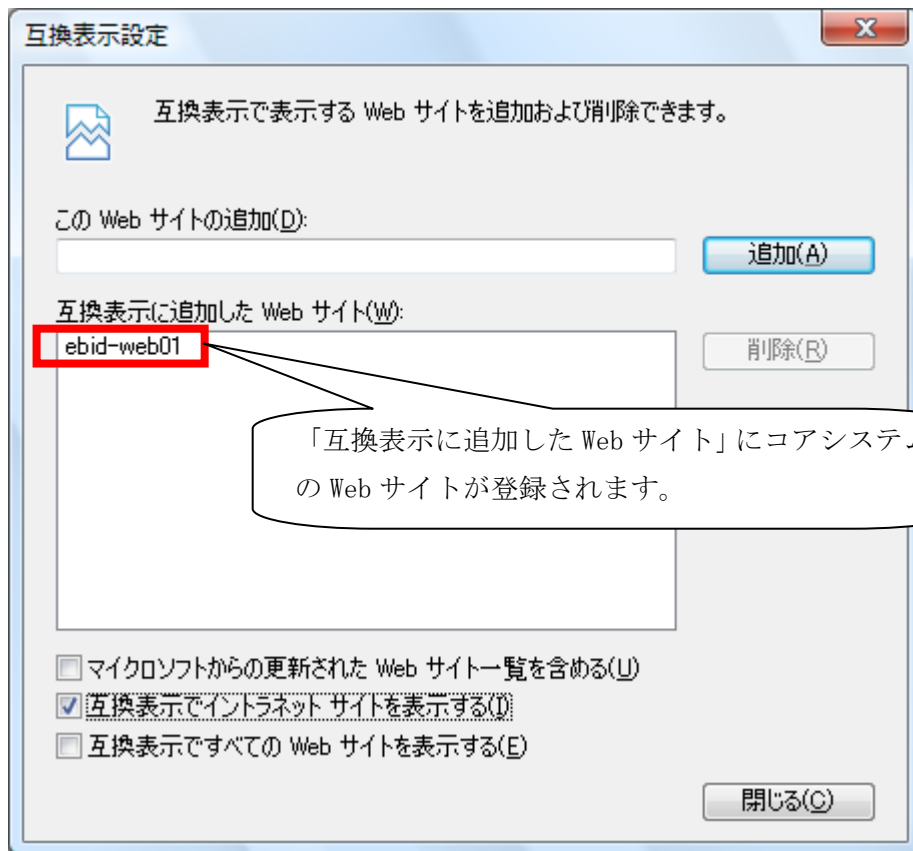 互換表示設定
互換表示で表示する Web サイトを追加および削除できます。
この Web サイトの追加(D):
追加(A)
互換表示に追加した Web サイト(W):
ebid-web01
削除(R)
「互換表示に追加した Web サイト」にコアシステム
の Web サイトが登録されます。
マイクロソフトからの更新された Web サイト一覧を含める(U)
互換表示でイントラネット サイトを表示する(I)
互換表示ですべての Web サイトを表示する(E)
閉じる(C)